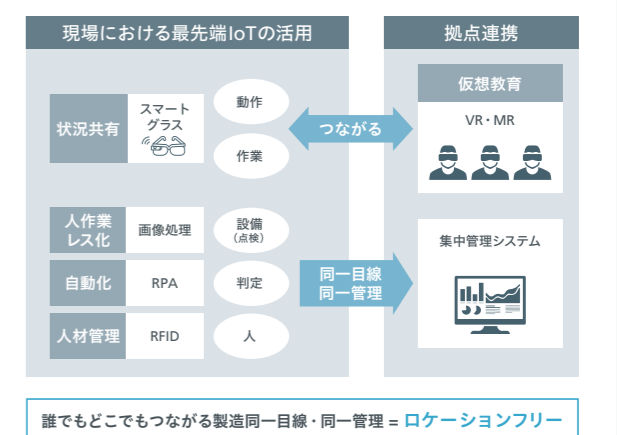 現場における最先端IoTの活用
拠点連携
状況共有
スマート
グラス
動作
作業
つながる
仮想教育
VR・MR
人作業
レス化
画像処理
設備
(点検)
自動化
RPA
判定
人材管理
RFID
人
同一目線
同一管理
集中管理システム
誰でもどこでもつながる製造同一目線・同一管理 = ロケーションフリー